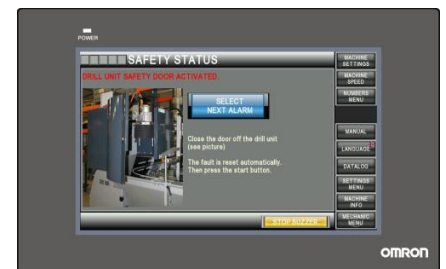 POWER
SAFETY STATUS
DRILL UNIT SAFETY DOOR ACTIVATED.
SELECT
NEXT ALARM
Close the door off the drill unit
(see picture)
The fault is reset automatically.
Then press the start button.
STOP BUZZER
MACHINE
SETTINGS
MACHINE
SPEED
NUMBERS
MENU
MANUAL
LANGUAGE
DATALOG
SETTINGS
MENU
MACHINE
INFO
MECHANIC
MENU
OMRON